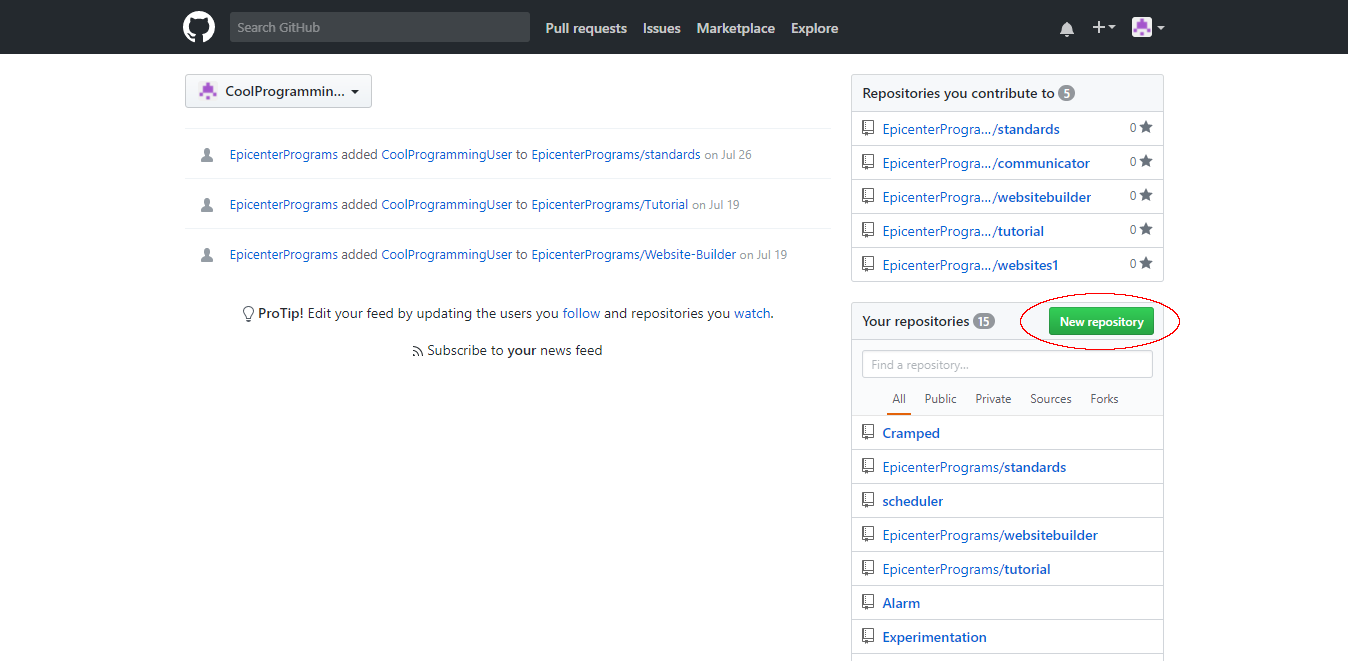 Search GitHub Pull requests Issues Marketplace Explore
CoolProgrammin...
EpicenterPrograms added CoolProgrammingUser to EpicenterPrograms/standards on Jul 26
EpicenterPrograms added CoolProgrammingUser to EpicenterPrograms/Tutorial on Jul 19
EpicenterPrograms added CoolProgrammingUser to EpicenterPrograms/Website-Builder on Jul 19
ProTip! Edit your feed by updating the users you follow and repositories you watch.
Subscribe to your news feed
Repositories you contribute to 5
EpicenterProgra.../standards 0
EpicenterProgra.../communicator 0
EpicenterProgra.../websitebuilder 0
EpicenterProgra.../tutorial 0
EpicenterProgra.../websites1 0
Your repositories 15 New repository
Find a repository...
All Public Private Sources Forks
Cramped
EpicenterPrograms/standards
scheduler
EpicenterPrograms/websitebuilder
EpicenterPrograms/tutorial
Alarm
Experimentation